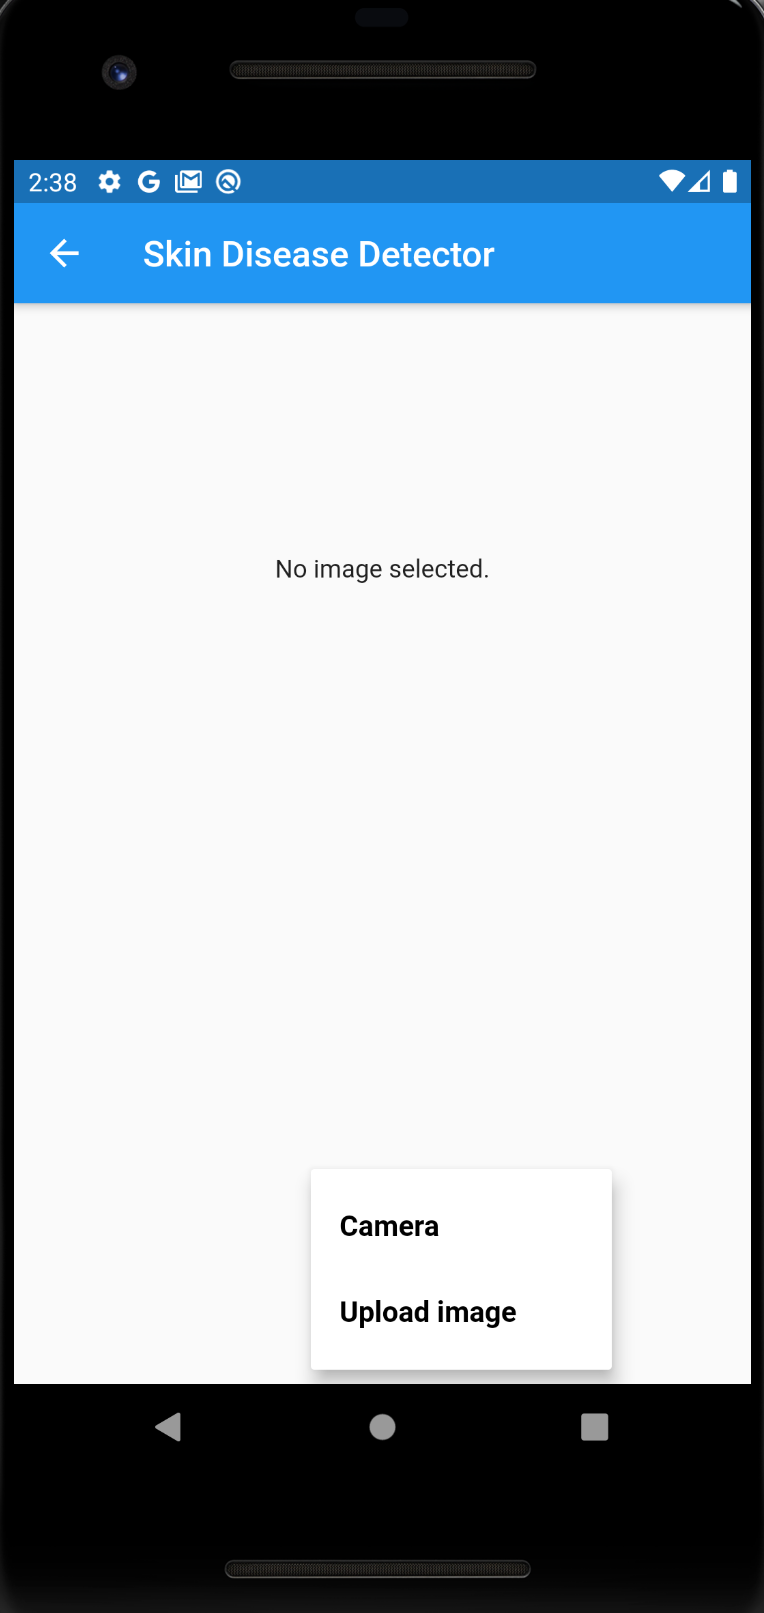 2:38
Skin Disease Detector
No image selected.
Camera
Upload image